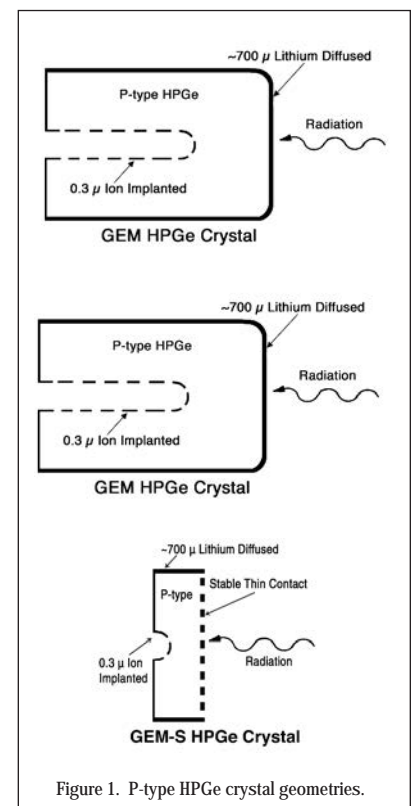 ~700 μ Lithium Diffused
P-type HPGe
Radiation
0.3 μ Ion Implanted
GEM HPGe Crystal
~700 μ Lithium Diffused
P-type HPGe
Radiation
0.3 μ Ion Implanted
GEM HPGe Crystal
~700 μ Lithium Diffused
Stable Thin Contact
P-type
0.3 μ Ion
Implanted
Radiation
GEM-S HPGe Crystal
Figure 1. P-type HPGe crystal geometries.